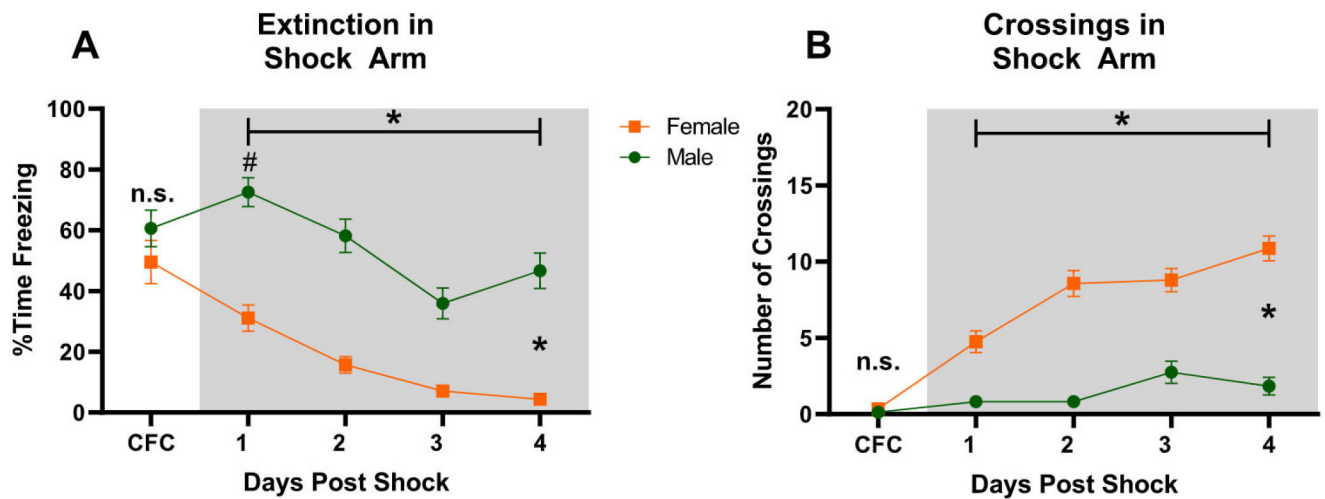 A
Extinction in
Shock Arm
%Time Freezing
100
80
60
40
20
0
n.s.
#
*
*
CFC 1 2 3 4
Days Post Shock
Female
Male
B
Crossings in
Shock Arm
Number of Crossings
20
15
10
5
0
n.s.
*
*
CFC 1 2 3 4
Days Post Shock